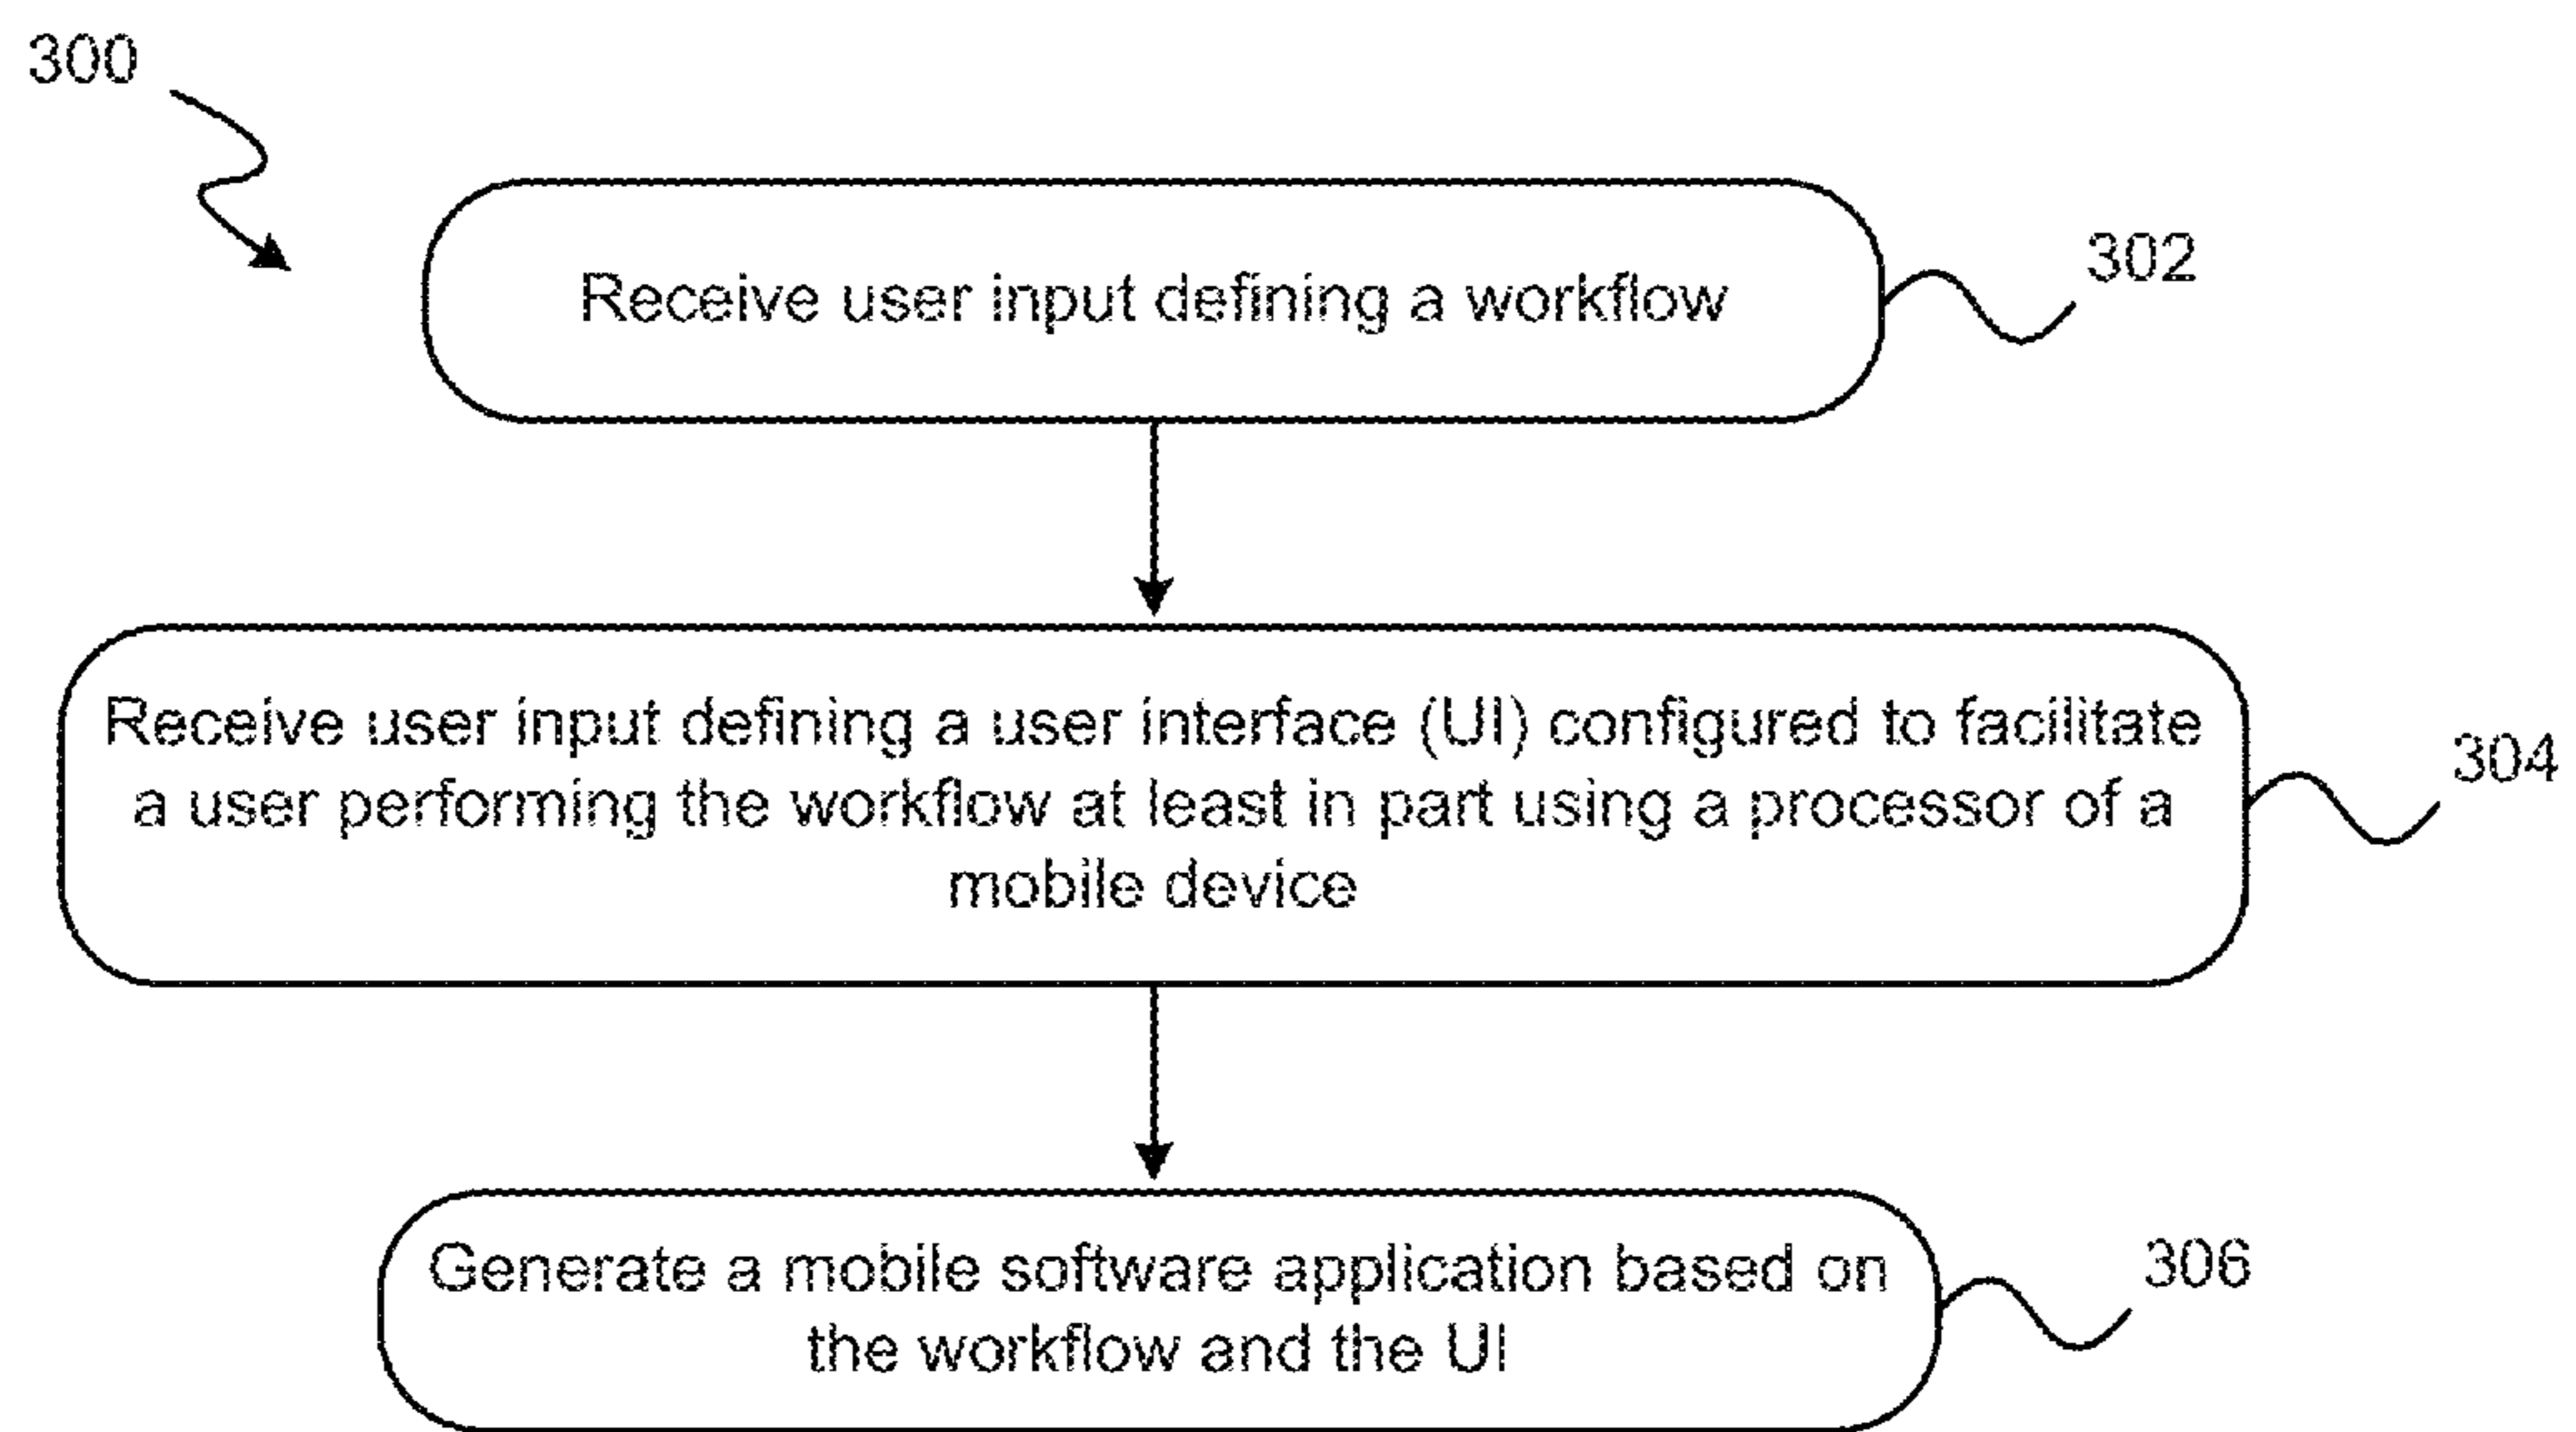 300
Receive user input defining a workflow
302
Receive user input defining a user interface (UI) configured to facilitate
a user performing the workflow at least in part using a processor of a
mobile device
304
Generate a mobile software application based on
the workflow and the UI
306